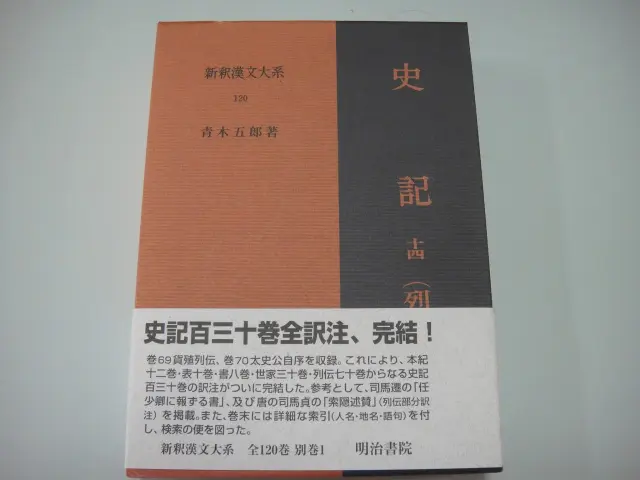 新釈漢文大系
120
青木五郎著
史記 十四 (列
史記百三十巻全訳注、完結!
巻69貨殖列伝、巻70太史公自序を収録。これにより、本紀
十二巻・表十巻・書八巻・世家三十巻・列伝七十巻からなる史記
百三十巻の訳注がついに完結した。参考として、司馬遷の「任
少卿に報ずる書」、及び唐の司馬貞の「索隠述賛」(列伝部分訳
注)を掲載。また、巻末には詳細な索引(人名・地名・語句)を付
し、検索の便を図った。
新釈漢文大系 全120巻 別巻1 明治書院